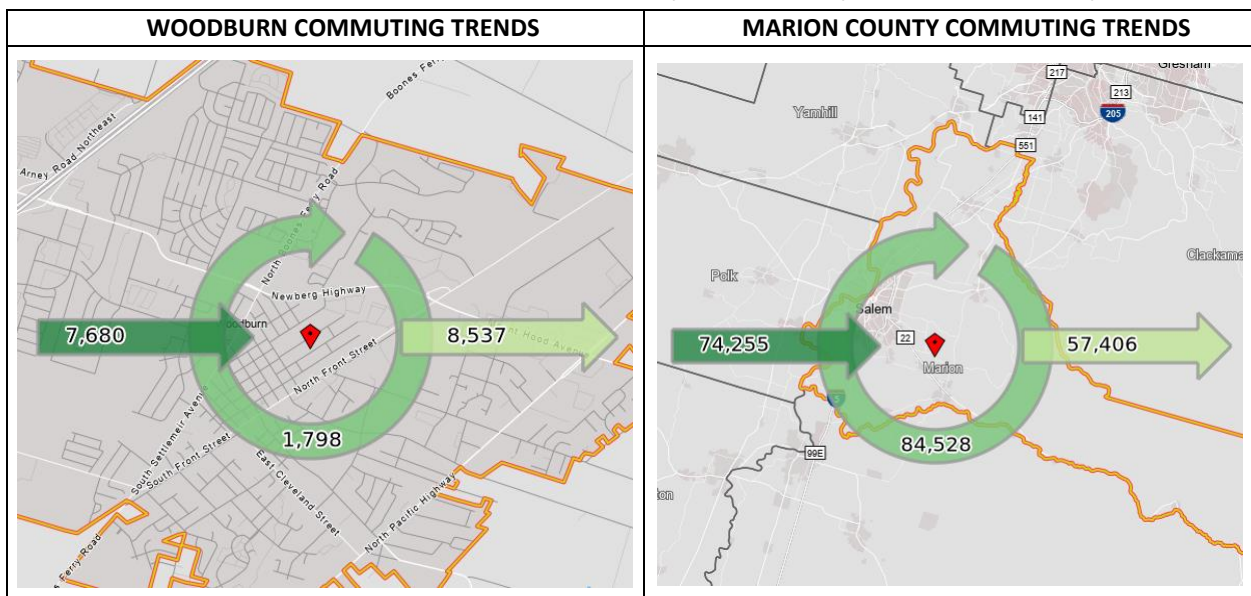 WOODBURN COMMUTING TRENDS
Boones Ferry
Arney Road Northeast
North Boones Ferry Road
Newberg Highway
7,680
8,537
North Front Street
1,798
South Settlemeir Avenue
South Front Street
East Cleveland Street
North Pacific Highway
Ferry Road
MARION COUNTY COMMUTING TRENDS
217
Gresham
213
Yamhill
141
205
551
Clackama
Polk
Salem
22
74,255
57,406
Marion
5
84,528
99E
ton